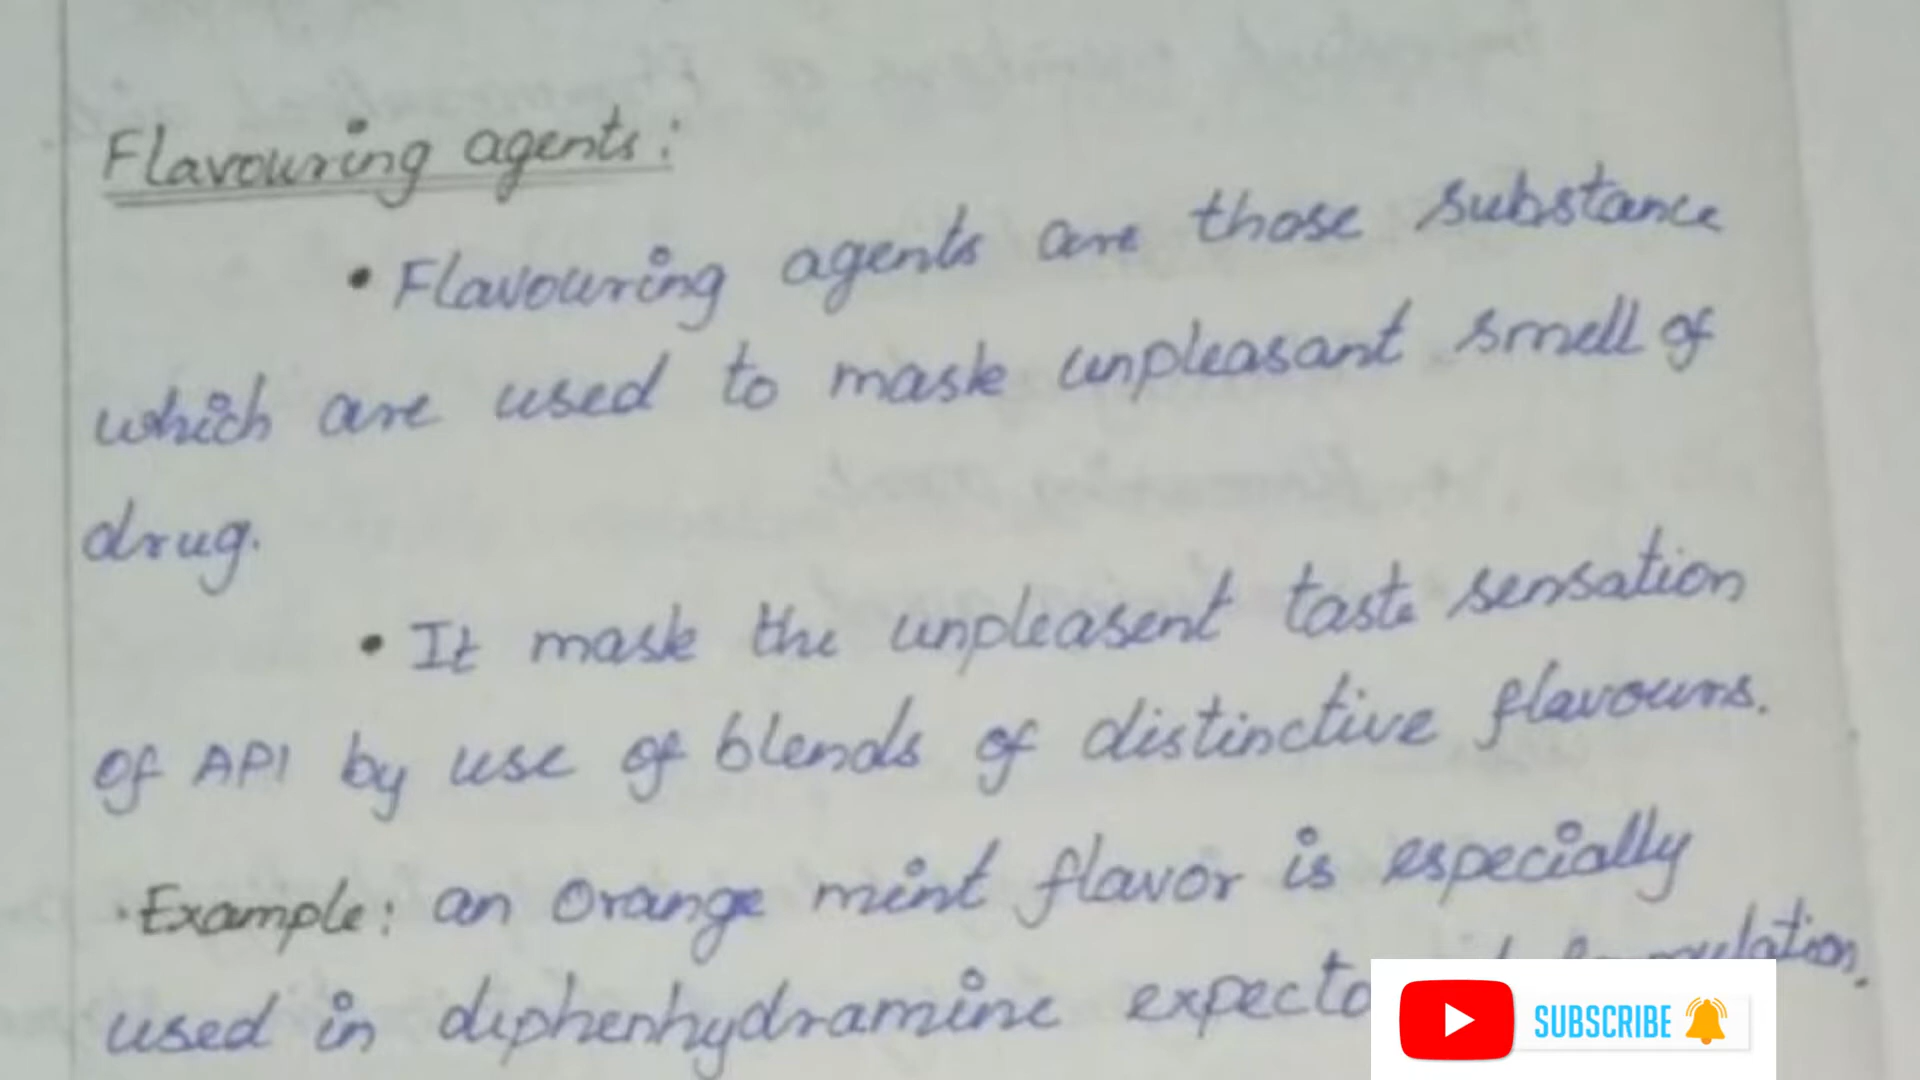 Flavouring agents:
• Flavouring agents are those substance
which are used to mask unpleasant smell of
drug.
• It mask the unpleasent taste sensation
of API by use of blends of distinctive flavours.
Example: an orange mint flavor is especially
used in diphenhydramine
SUBSCRIBE